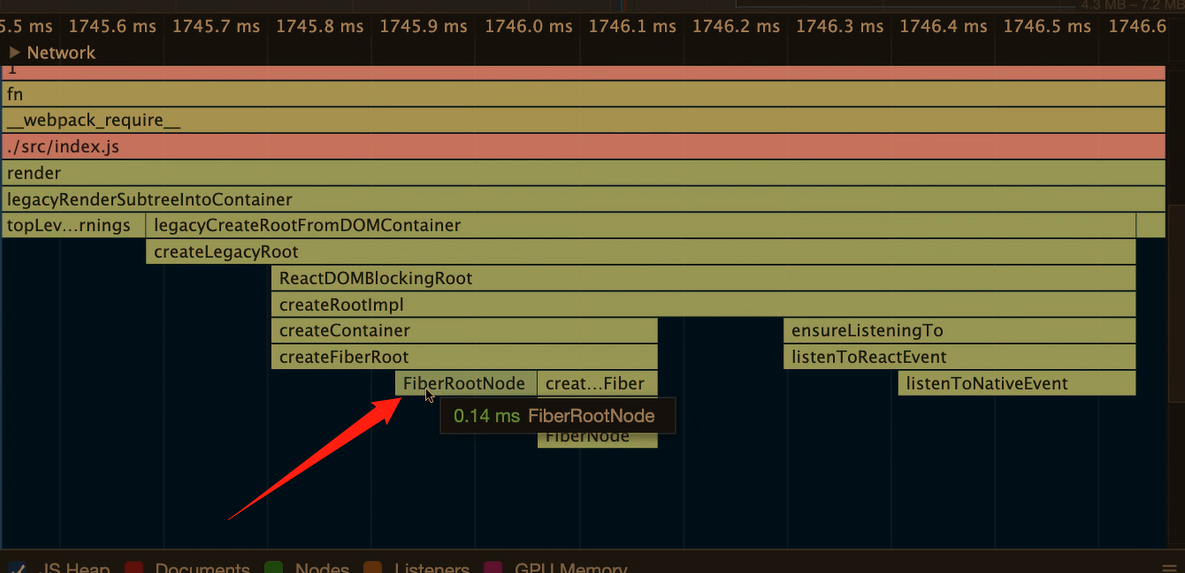 4.3 MB – 7.2 MB
5.5 ms 1745.6 ms 1745.7 ms 1745.8 ms 1745.9 ms 1746.0 ms 1746.1 ms 1746.2 ms 1746.3 ms 1746.4 ms 1746.5 ms 1746.6
Network
1
fn
__webpack_require__
./src/index.js
render
legacyRenderSubtreeIntoContainer
topLev…rnings legacyCreateRootFromDOMContainer
createLegacyRoot
ReactDOMBlockingRoot
createRootImpl
createContainer ensureListeningTo
createFiberRoot listenToReactEvent
FiberRootNode creat…Fiber listenToNativeEvent
0.14 ms FiberRootNode
FiberNode
JS Heap Documents Nodes Listeners GPU Memory